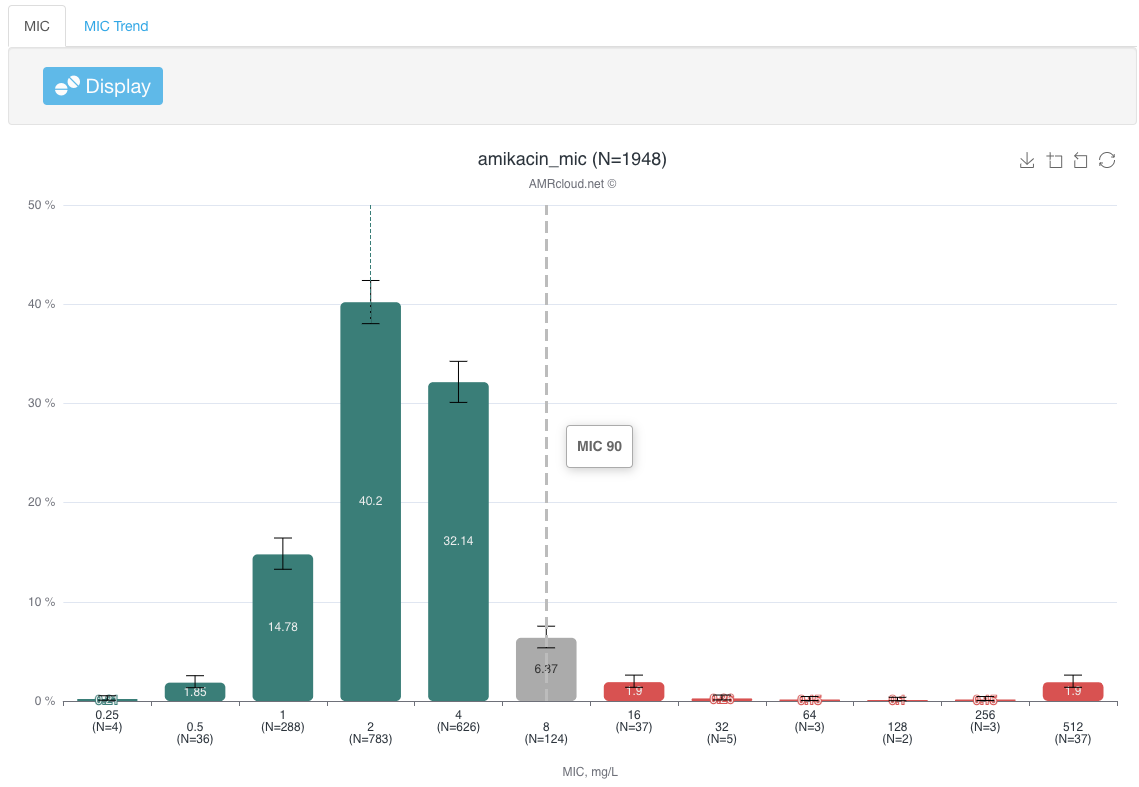 MIC
MIC Trend
Display
amikacin_mic (N=1948)
AMRcloud.net ©
50 %
40 %
30 %
20 %
10 %
0 %
MIC 90
40.2
32.14
14.78
6.37
1.85
1.9
1.9
0.25
(N=4)
0.5
(N=36)
1
(N=288)
2
(N=783)
4
(N=626)
8
(N=124)
16
(N=37)
32
(N=5)
64
(N=3)
128
(N=2)
256
(N=3)
512
(N=37)
MIC, mg/L